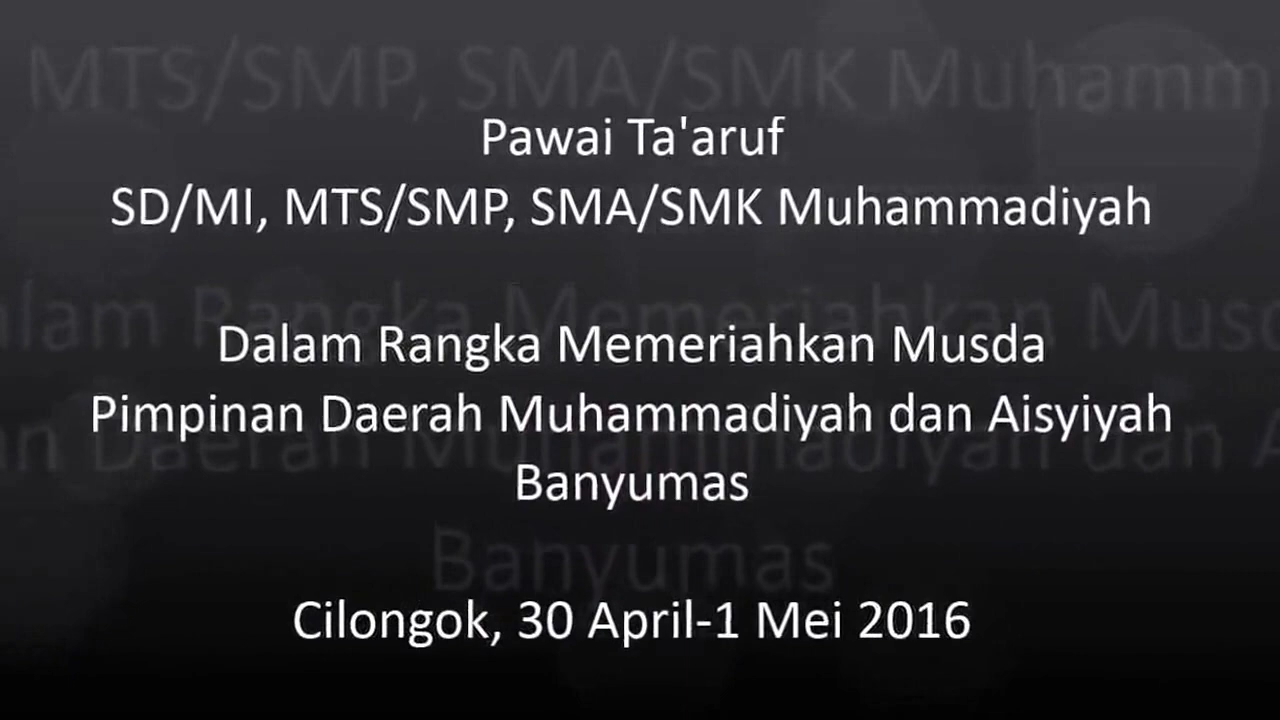 Pawai Ta'aruf
SD/MI, MTS/SMP, SMA/SMK Muhammadiyah
Dalam Rangka Memeriahkan Musda
Pimpinan Daerah Muhammadiyah dan Aisyiyah
Banyumas
Cilongok, 30 April-1 Mei 2016